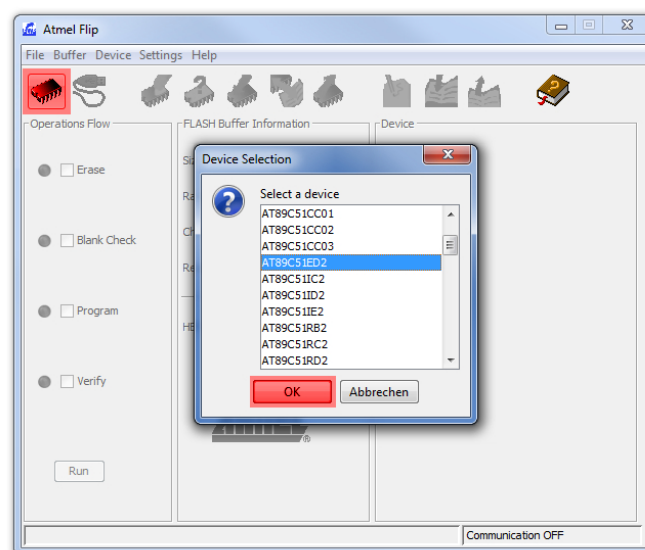 Atmel Flip
File Buffer Device Settings Help
Operations Flow
FLASH Buffer Information
Device
Erase
Blank Check
Program
Verify
Run
Device Selection
Select a device
AT89C51CC01
AT89C51CC02
AT89C51CC03
AT89C51ED2
AT89C51IC2
AT89C51ID2
AT89C51IE2
AT89C51RB2
AT89C51RC2
AT89C51RD2
OK
Abbrechen
Communication OFF